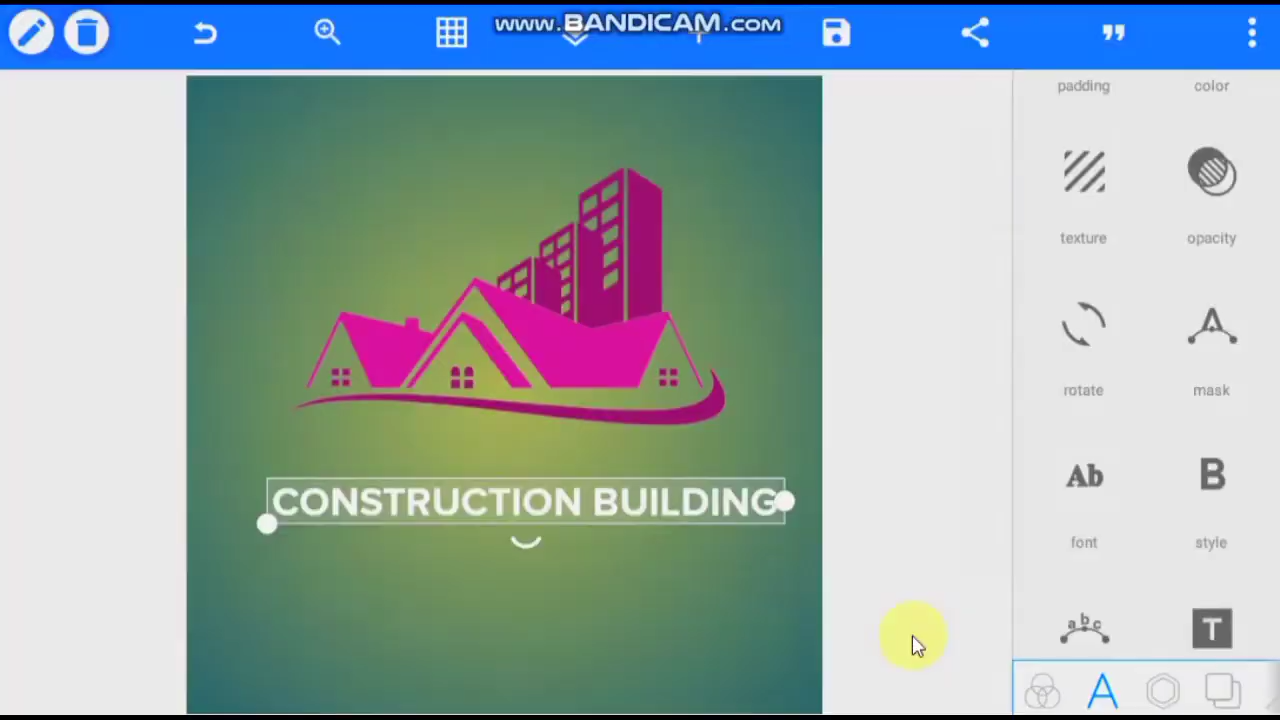 www.BANDICAM.com
padding
color
texture
opacity
rotate
mask
Ab
B
font
style
abc
T
A
CONSTRUCTION BUILDING